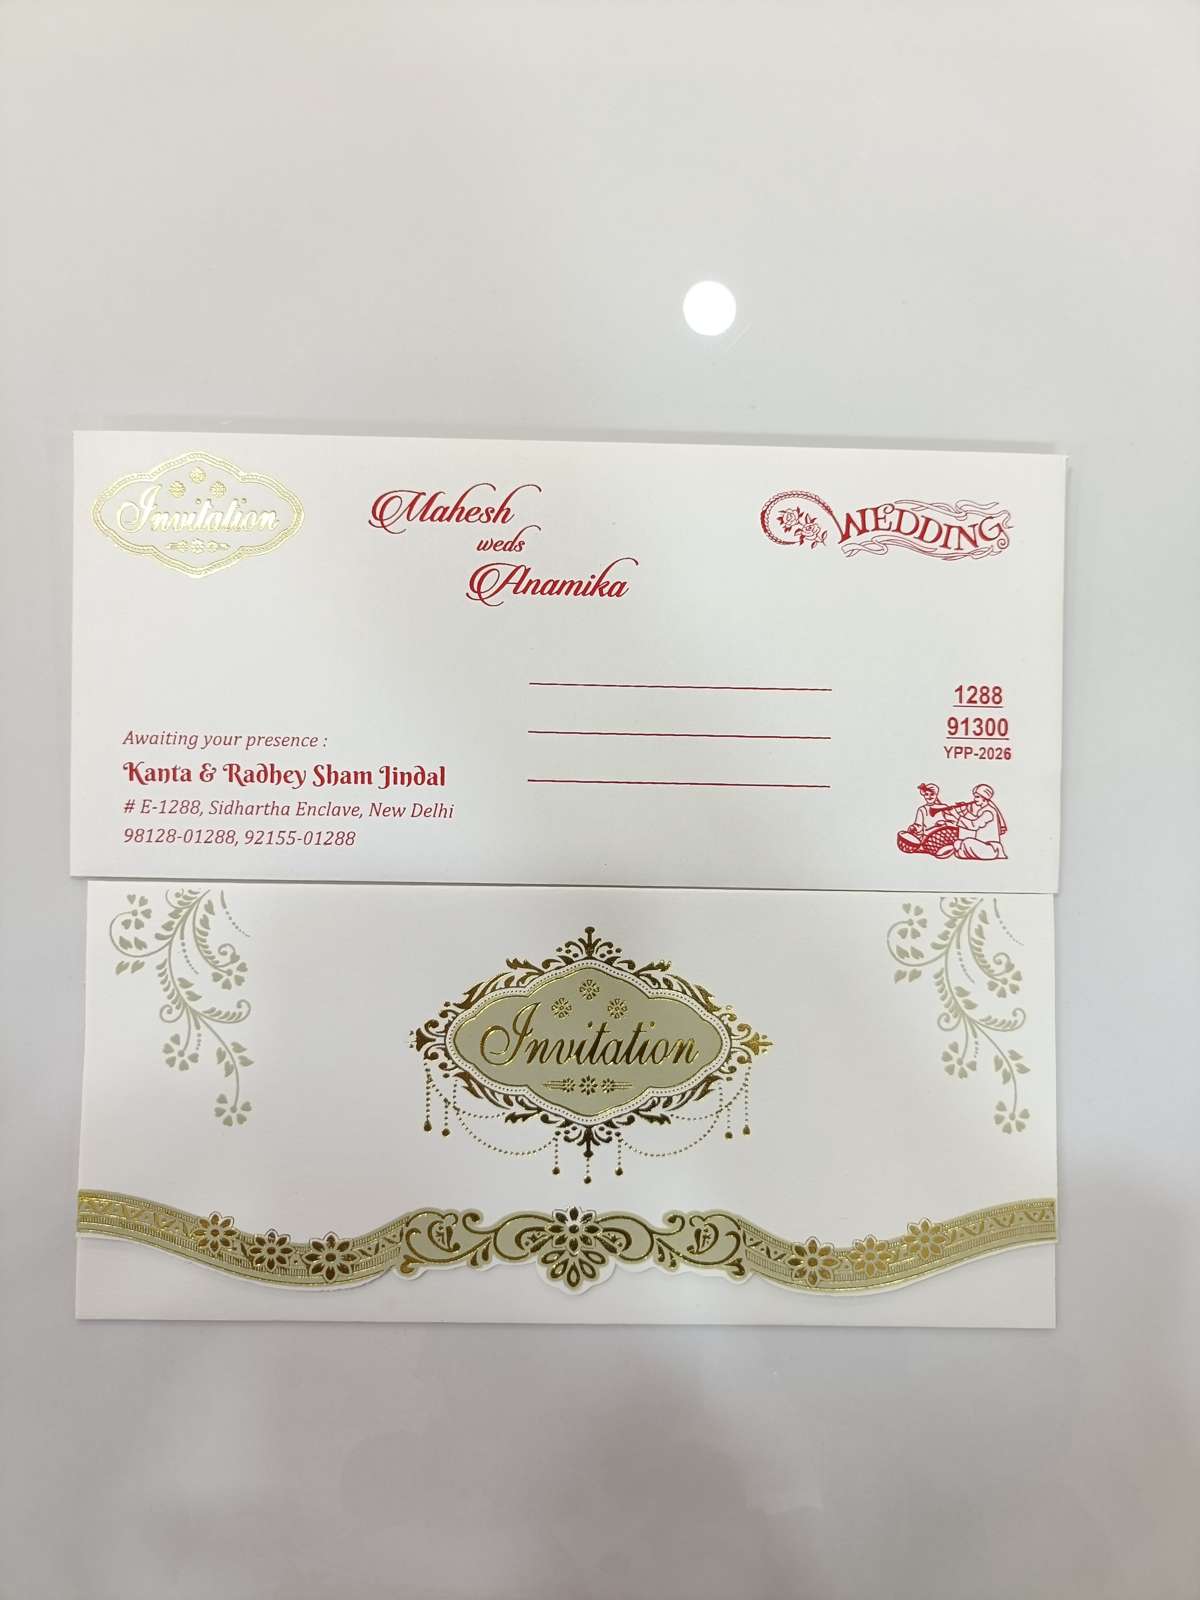 Invitation
Mahesh
weds
Anamika
WEDDING
1288
91300
YPP-2026
Awaiting your presence :
Kanta & Radhey Sham Jindal
# E-1288, Sidhartha Enclave, New Delhi
98128-01288, 92155-01288
Invitation